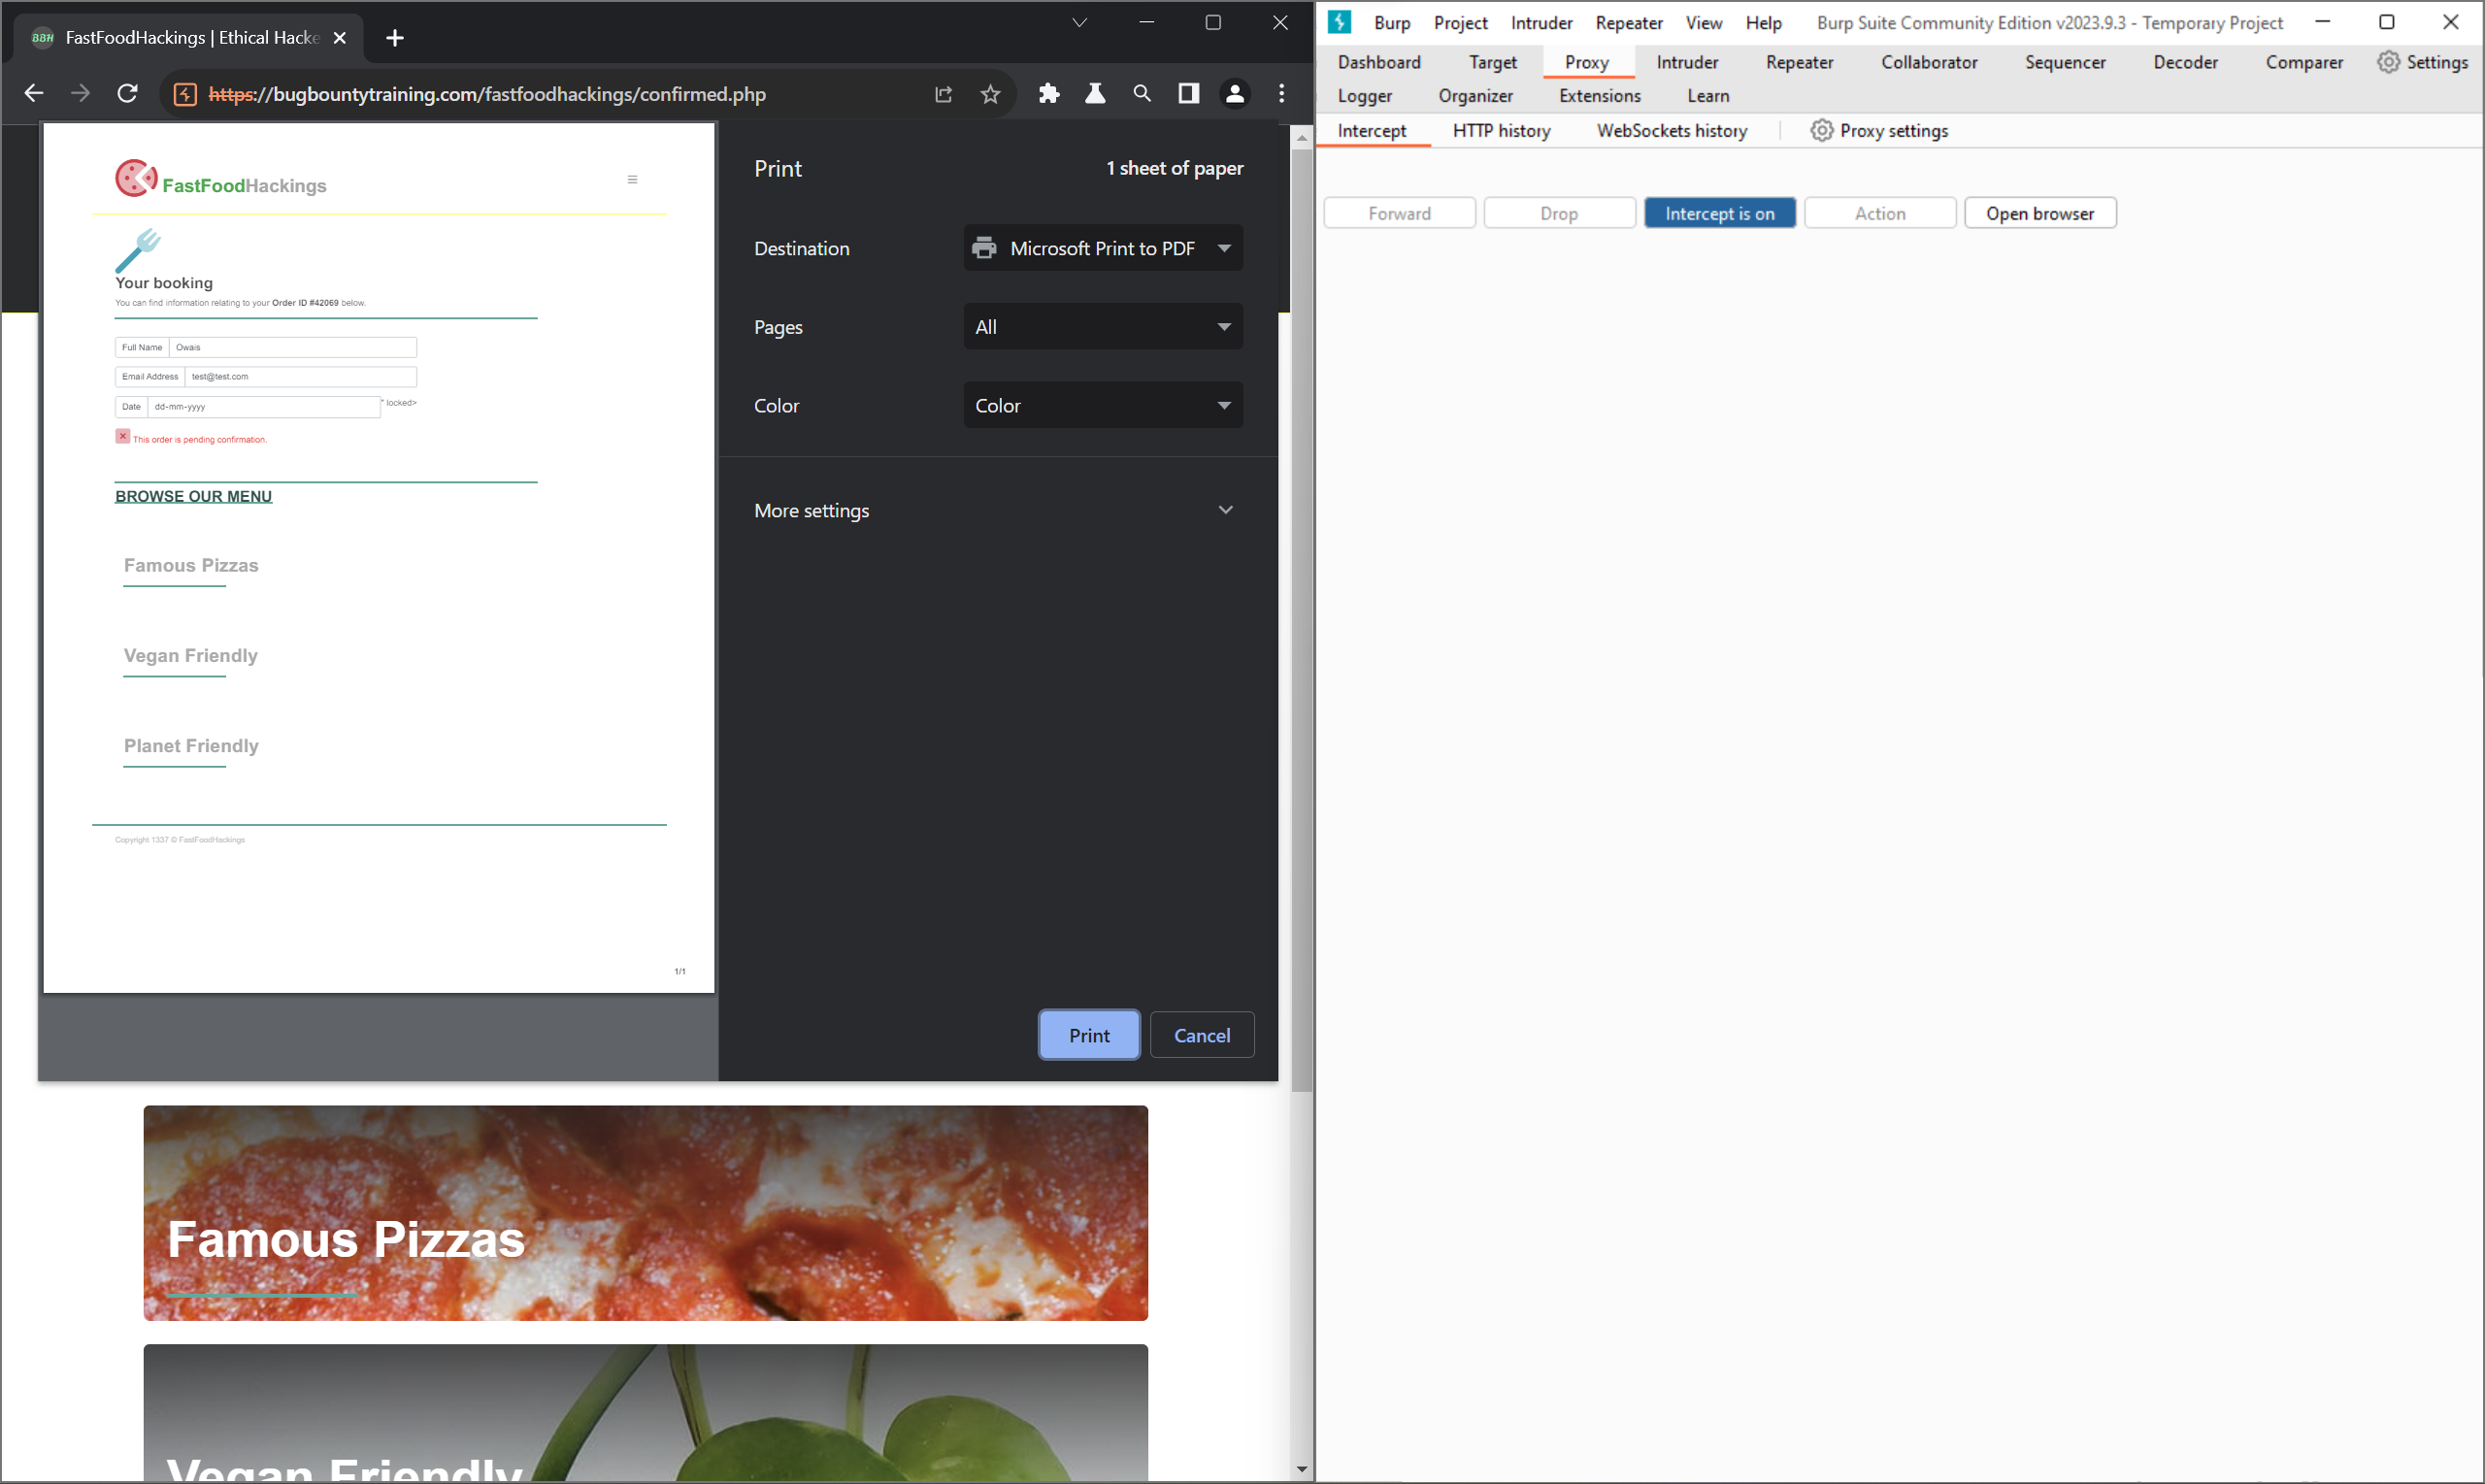 FastFoodHackings | Ethical Hacke
https://bugbountytraining.com/fastfoodhackings/confirmed.php
FastFoodHackings
Your booking
You can find information relating to your Order ID #42069 below.
Full Name Owais
Email Address test@test.com
Date dd-mm-yyyy * locked>
This order is pending confirmation.
BROWSE OUR MENU
Famous Pizzas
Vegan Friendly
Planet Friendly
Copyright 1337 © FastFoodHackings
1/1
Print 1 sheet of paper
Destination Microsoft Print to PDF
Pages All
Color Color
More settings
Print Cancel
Famous Pizzas
Vegan Friendly
Burp Project Intruder Repeater View Help Burp Suite Community Edition v2023.9.3 - Temporary Project
Dashboard Target Proxy Intruder Repeater Collaborator Sequencer Decoder Comparer Settings
Logger Organizer Extensions Learn
Intercept HTTP history WebSockets history Proxy settings
Forward Drop Intercept is on Action Open browser